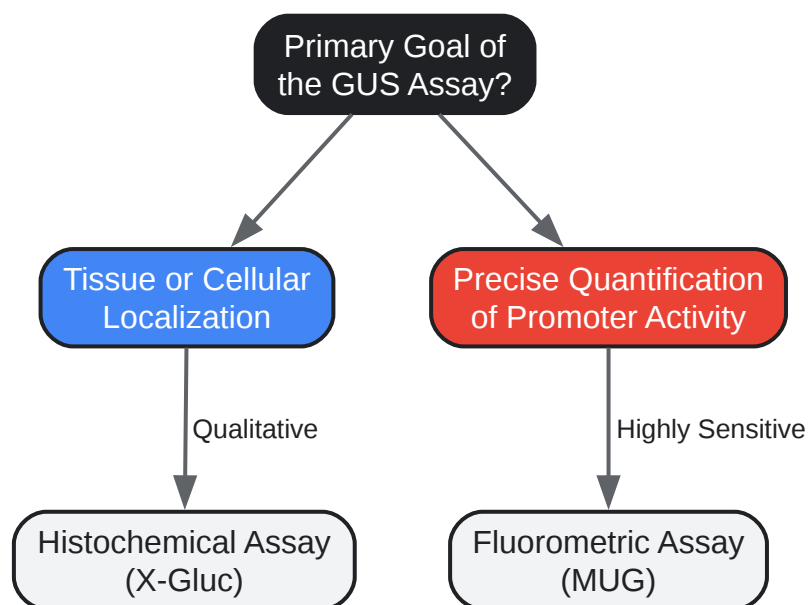 Primary Goal of
the GUS Assay?
Tissue or Cellular
Localization
Precise Quantification
of Promoter Activity
Qualitative
Highly Sensitive
Histochemical Assay
(X-Gluc)
Fluorometric Assay
(MUG)